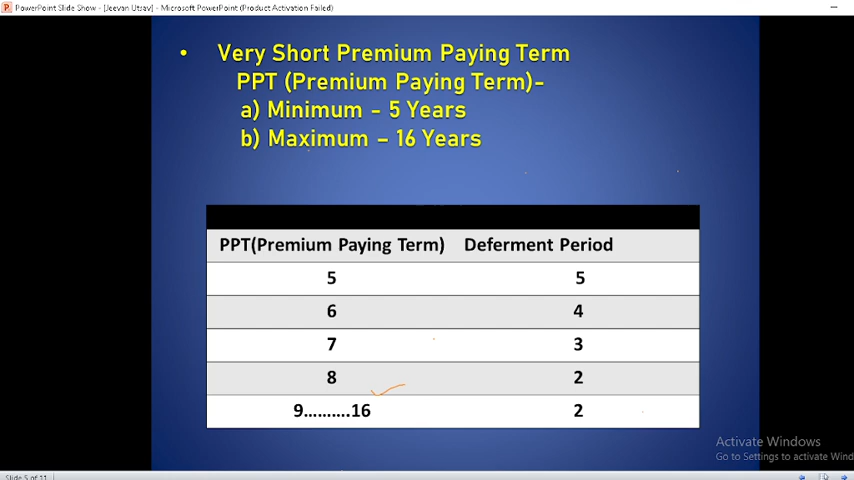 PowerPoint Slide Show - [Jeevan Utsav] - Microsoft PowerPoint (Product Activation Failed)
• Very Short Premium Paying Term
PPT (Premium Paying Term)-
a) Minimum - 5 Years
b) Maximum – 16 Years
PPT(Premium Paying Term) Deferment Period
5 5
6 4
7 3
8 2
9..........16 2
Activate Windows
Go to Settings to activate Wind
Slide 5 of 11